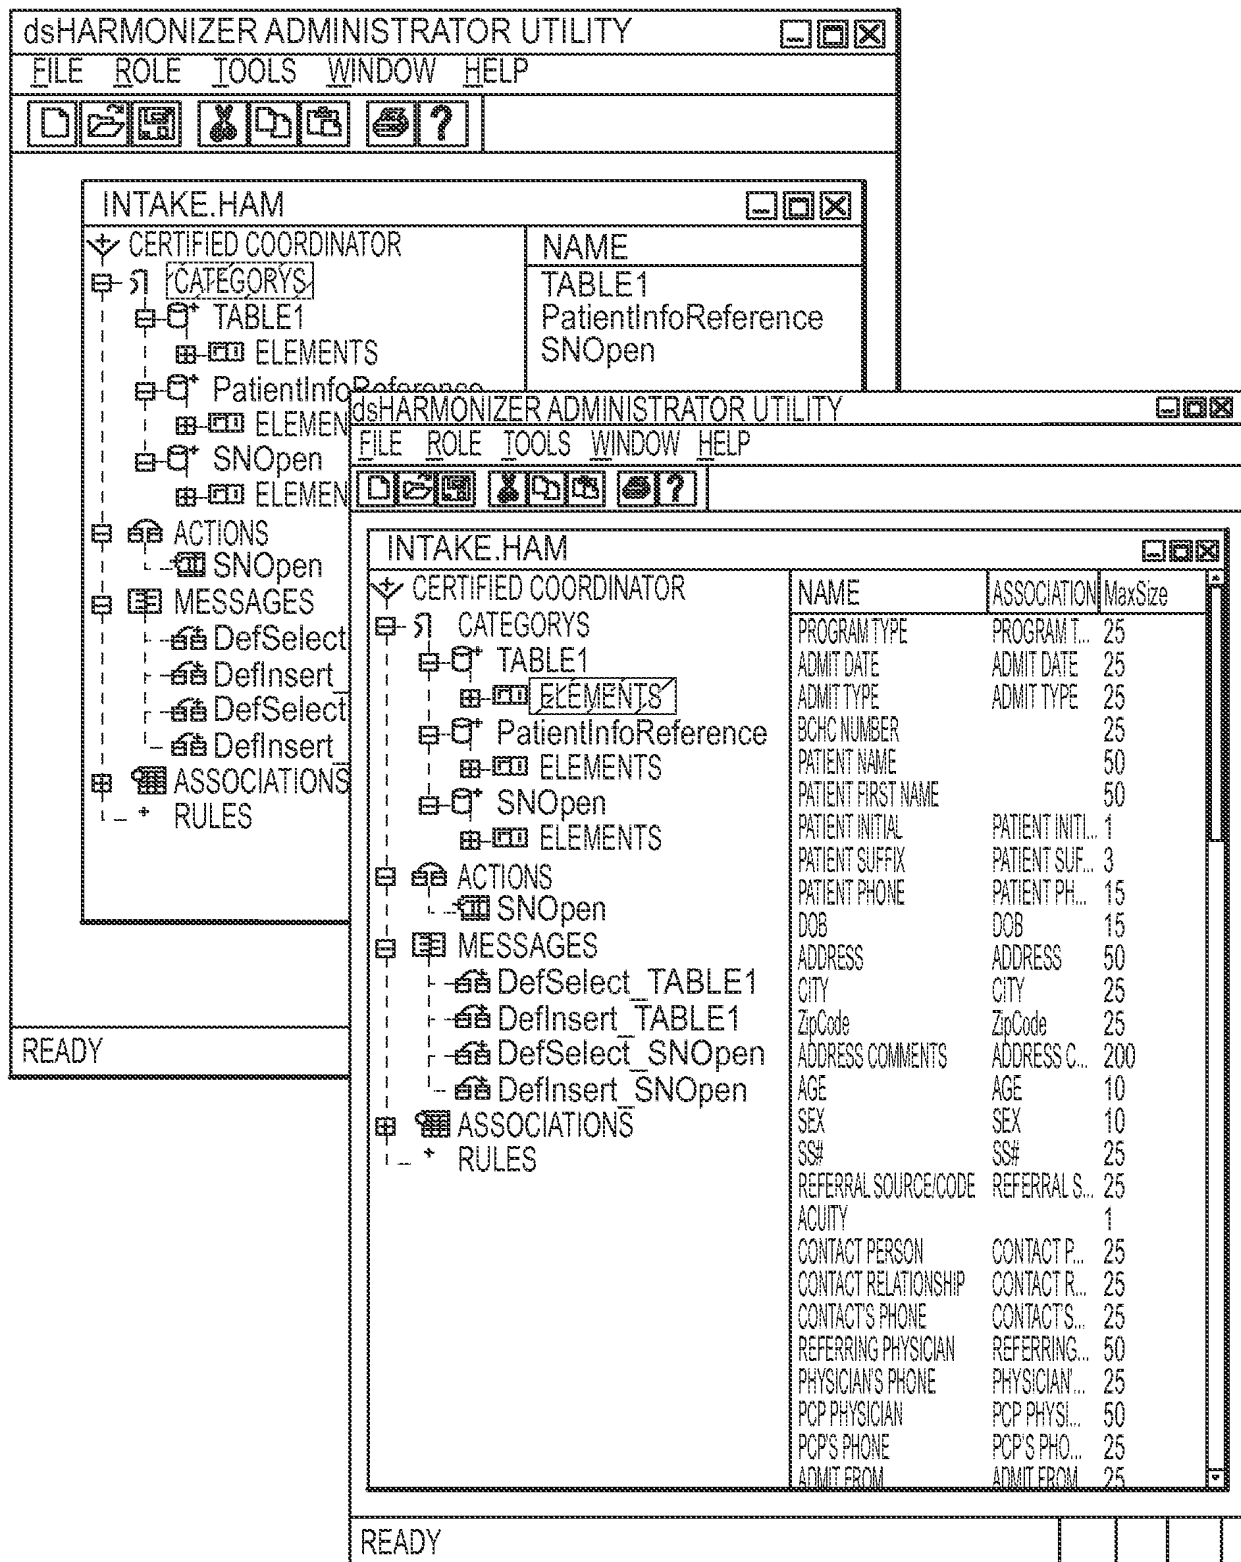 dsHARMONIZER ADMINISTRATOR UTILITY
FILE ROLE TOOLS WINDOW HELP
INTAKE.HAM
CERTIFIED COORDINATOR
CATEGORYS
TABLE1
ELEMENTS
PatientInfoReference
ELEMEN
SNOpen
ELEMEN
ACTIONS
SNOpen
MESSAGES
DefSelect
DefInsert_
DefSelect
DefInsert_
ASSOCIATIONS
RULES
NAME
TABLE1
PatientInfoReference
SNOpen
READY
dsHARMONIZER ADMINISTRATOR UTILITY
FILE ROLE TOOLS WINDOW HELP
INTAKE.HAM
CERTIFIED COORDINATOR
CATEGORYS
TABLE1
ELEMENTS
PatientInfoReference
ELEMENTS
SNOpen
ELEMENTS
ACTIONS
SNOpen
MESSAGES
DefSelect_TABLE1
DefInsert_TABLE1
DefSelect_SNOpen
DefInsert_SNOpen
ASSOCIATIONS
RULES
NAME ASSOCIATION MaxSize
PROGRAM TYPE PROGRAM T... 25
ADMIT DATE ADMIT DATE 25
ADMIT TYPE ADMIT TYPE 25
BCHC NUMBER 25
PATIENT NAME 50
PATIENT FIRST NAME 50
PATIENT INITIAL PATIENT INITI... 1
PATIENT SUFFIX PATIENT SUF... 3
PATIENT PHONE PATIENT PH... 15
DOB DOB 15
ADDRESS ADDRESS 50
CITY CITY 25
ZipCode ZipCode 25
ADDRESS COMMENTS ADDRESS C... 200
AGE AGE 10
SEX SEX 10
SS# SS# 25
REFERRAL SOURCE/CODE REFERRAL S... 25
ACUITY 1
CONTACT PERSON CONTACT P... 25
CONTACT RELATIONSHIP CONTACT R... 25
CONTACT'S PHONE CONTACT'S... 25
REFERRING PHYSICIAN REFERRING... 50
PHYSICIAN'S PHONE PHYSICIAN'... 25
PCP PHYSICIAN PCP PHYSI... 50
PCP'S PHONE PCP'S PHO... 25
ADMIT FROM ADMIT FROM 25
READY